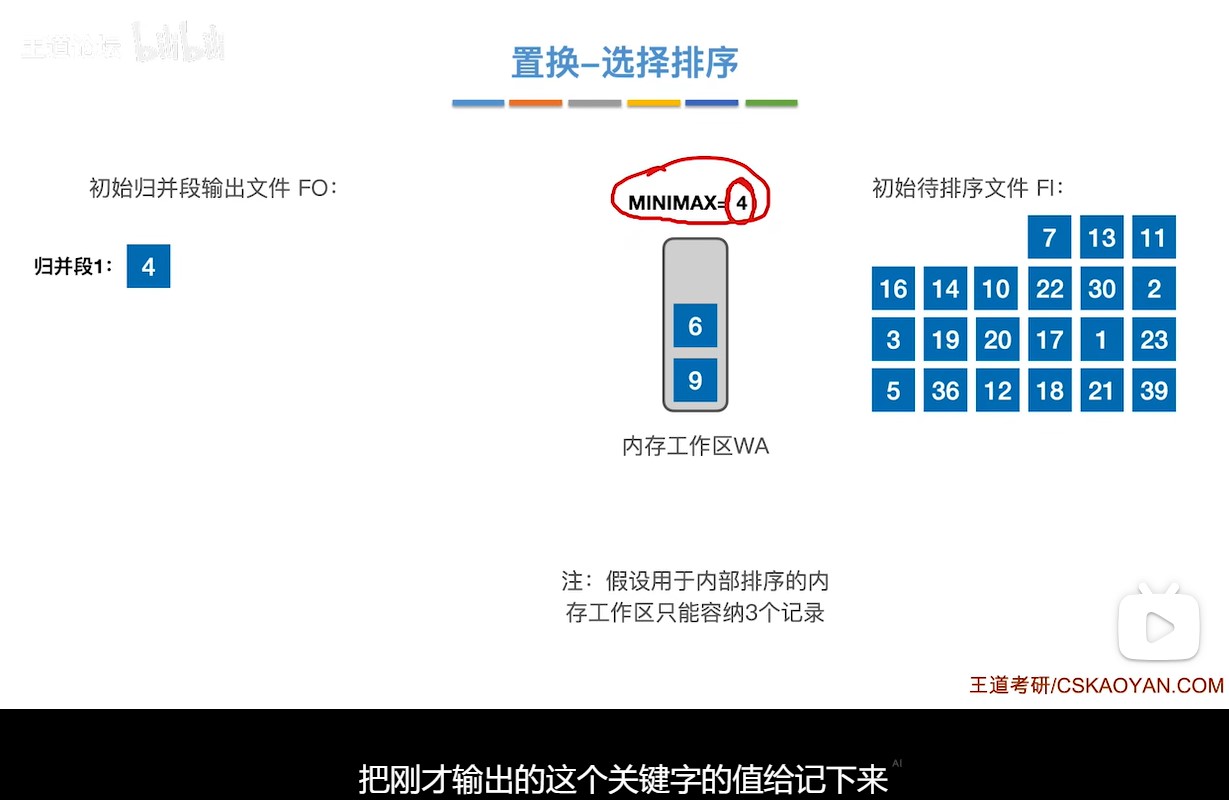 王道论坛 bilibili
置换-选择排序
初始归并段输出文件 FO：
MINIMAX= 4
初始待排序文件 FI：
归并段1： 4
6
9
7 13 11
16 14 10 22 30 2
3 19 20 17 1 23
5 36 12 18 21 39
内存工作区WA
注：假设用于内部排序的内
存工作区只能容纳3个记录
王道考研/CSKAOYAN.COM
把刚才输出的这个关键字的值给记下来
AI